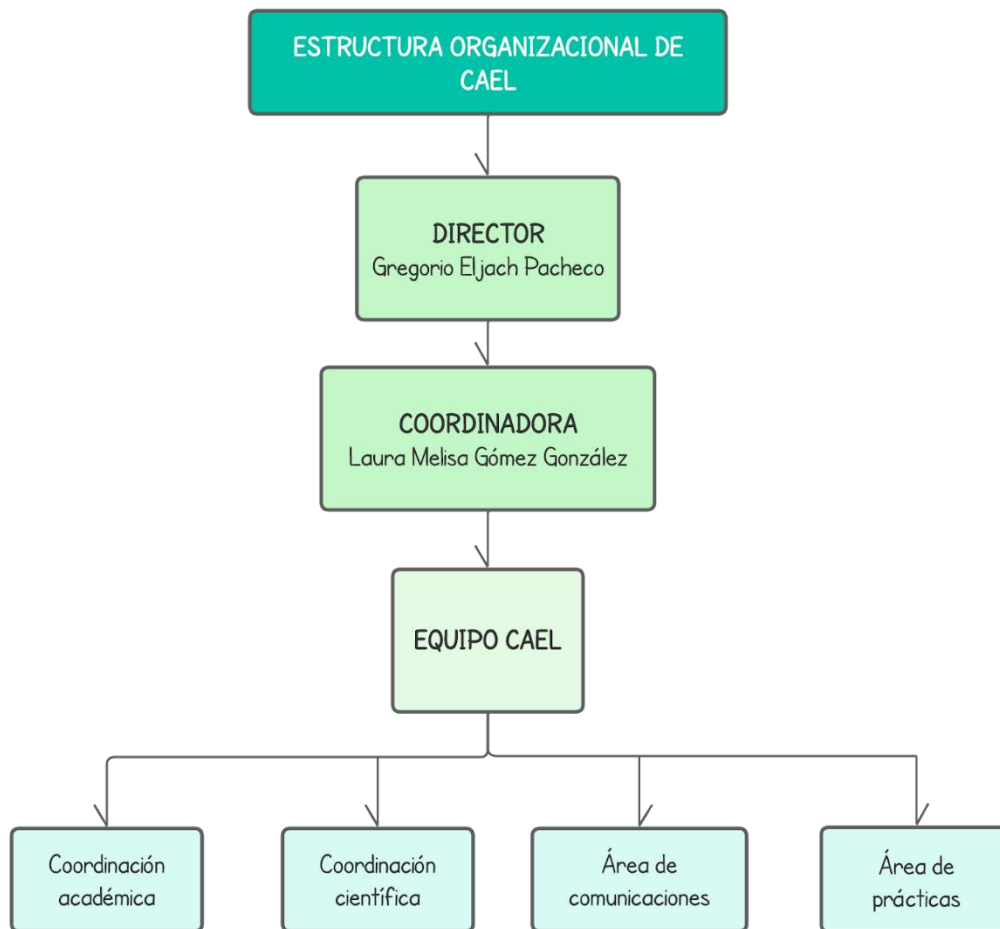 ESTRUCTURA ORGANIZACIONAL DE
CAEL
DIRECTOR
Gregorio Eljach Pacheco
COORDINADORA
Laura Melisa Gómez González
EQUIPO CAEL
Coordinación
académica
Coordinación
científica
Área de
comunicaciones
Área de
prácticas